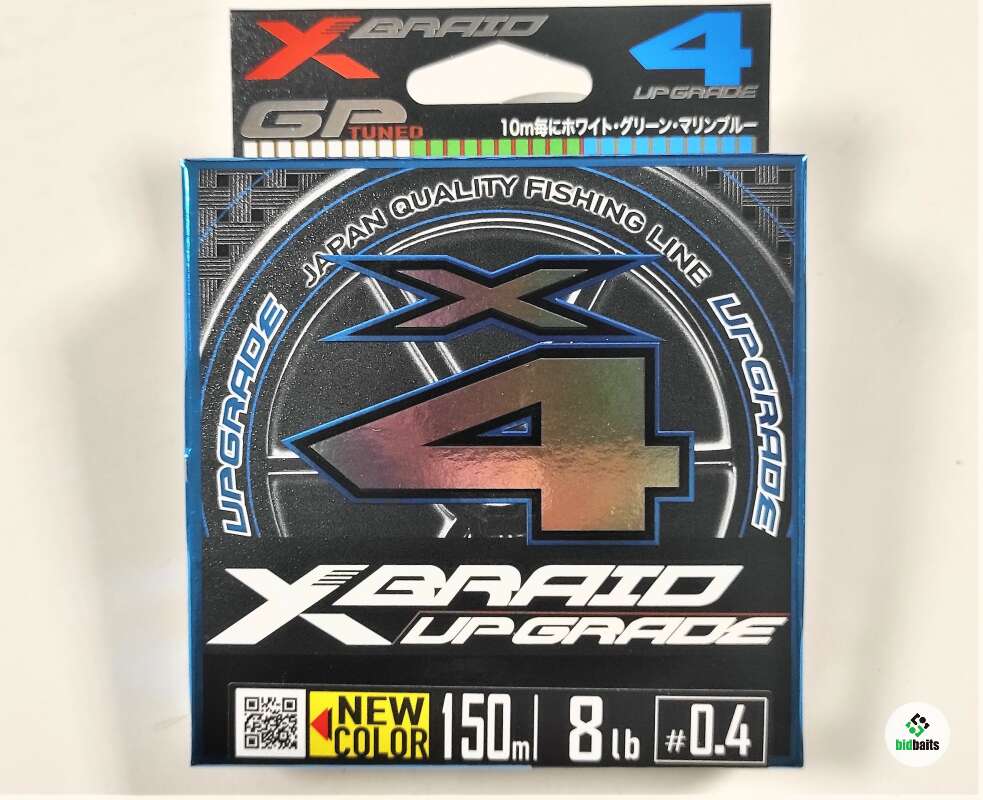 X BRAID
4
UPGRADE
GP
TUNED
10m毎にホワイト・グリーン・マリンブルー
JAPAN QUALITY FISHING LINE
UPGRADE
UPGRADE
X
4
X BRAID
UPGRADE
NEW
COLOR
150m
8lb
#0.4
bidbaits